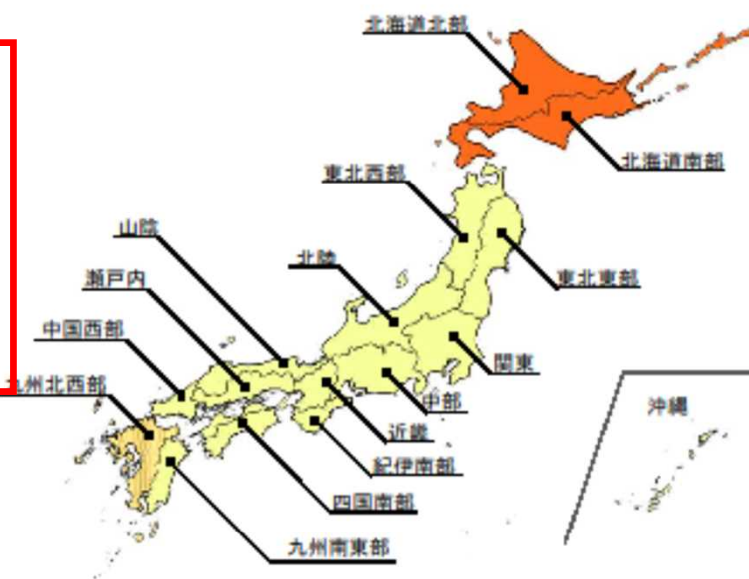 北海道北部
北海道南部
東北西部
山陰
北陸
東北東部
瀬戸内
中国西部
関東
九州北西部
中部
沖縄
近畿
紀伊南部
四国南部
九州南東部